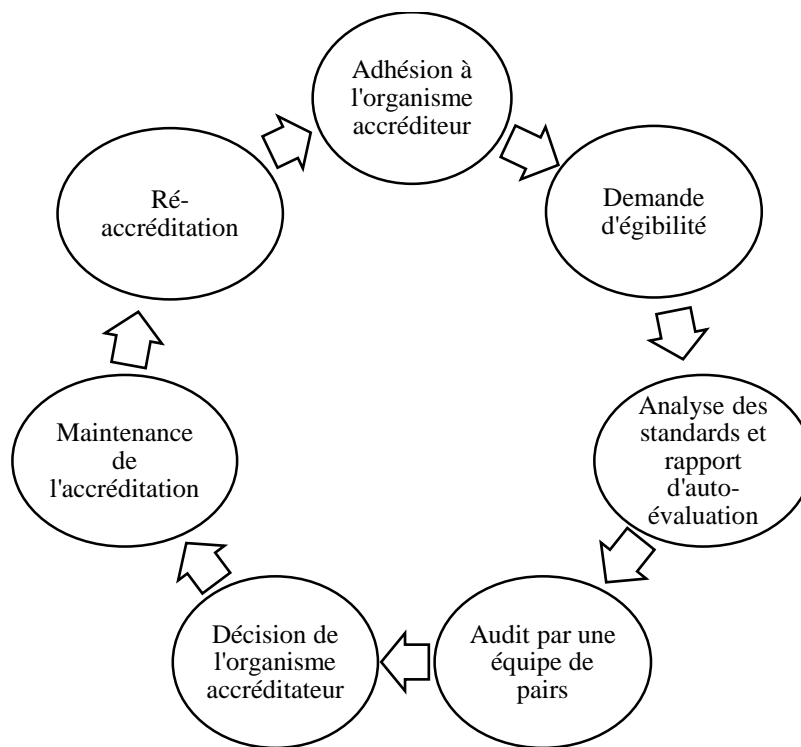 Adhésion à
l'organisme
accréditeur
Demande
d'égibilité
Analyse des
standards et
rapport
d'auto-
évaluation
Audit par une
équipe de
pairs
Décision de
l'organisme
accréditateur
Maintenance
de
l'accréditation
Ré-
accréditation